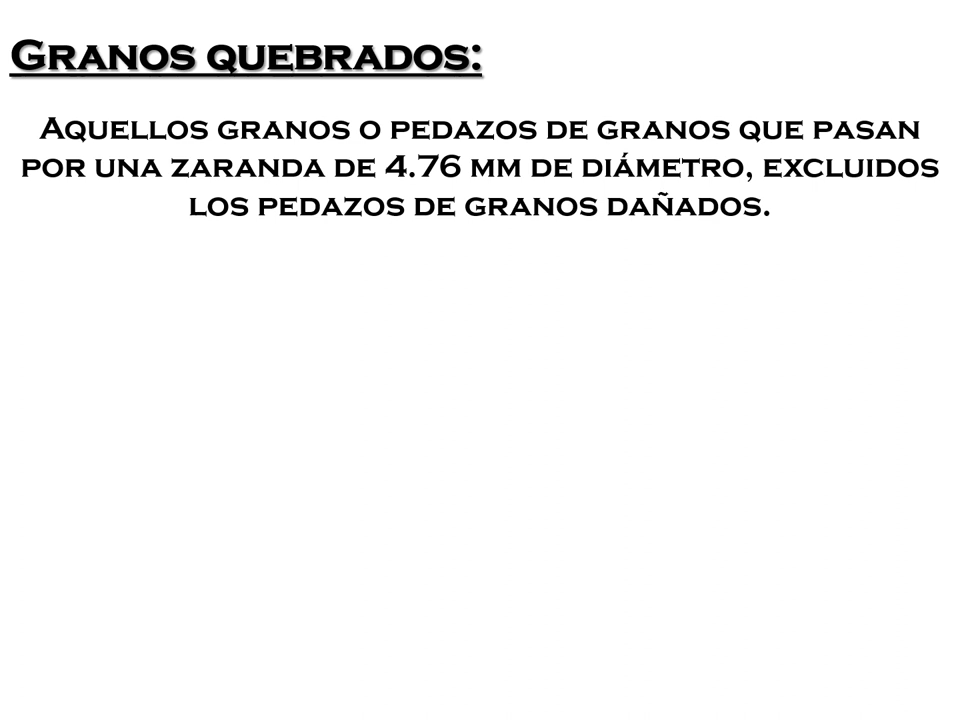 Granos quebrados:
Aquellos granos o pedazos de granos que pasan
por una zaranda de 4.76 mm de diámetro, excluidos
los pedazos de granos dañados.